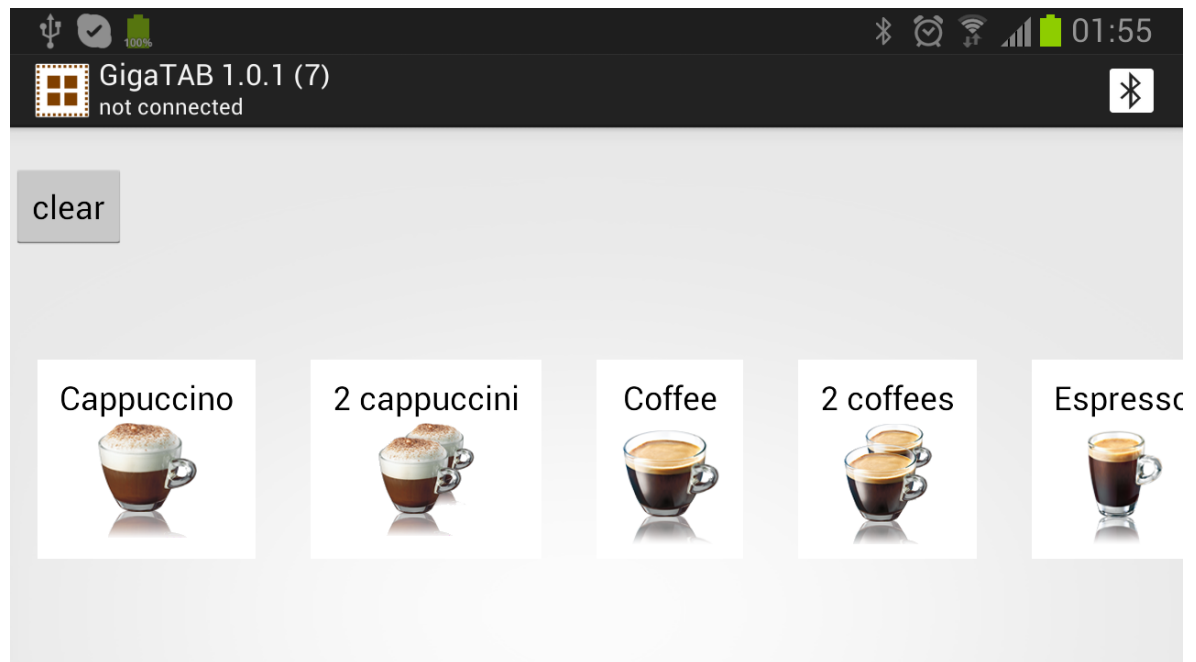 100%
01:55
GigaTAB 1.0.1 (7)
not connected
clear
Cappuccino
2 cappuccini
Coffee
2 coffees
Espresso